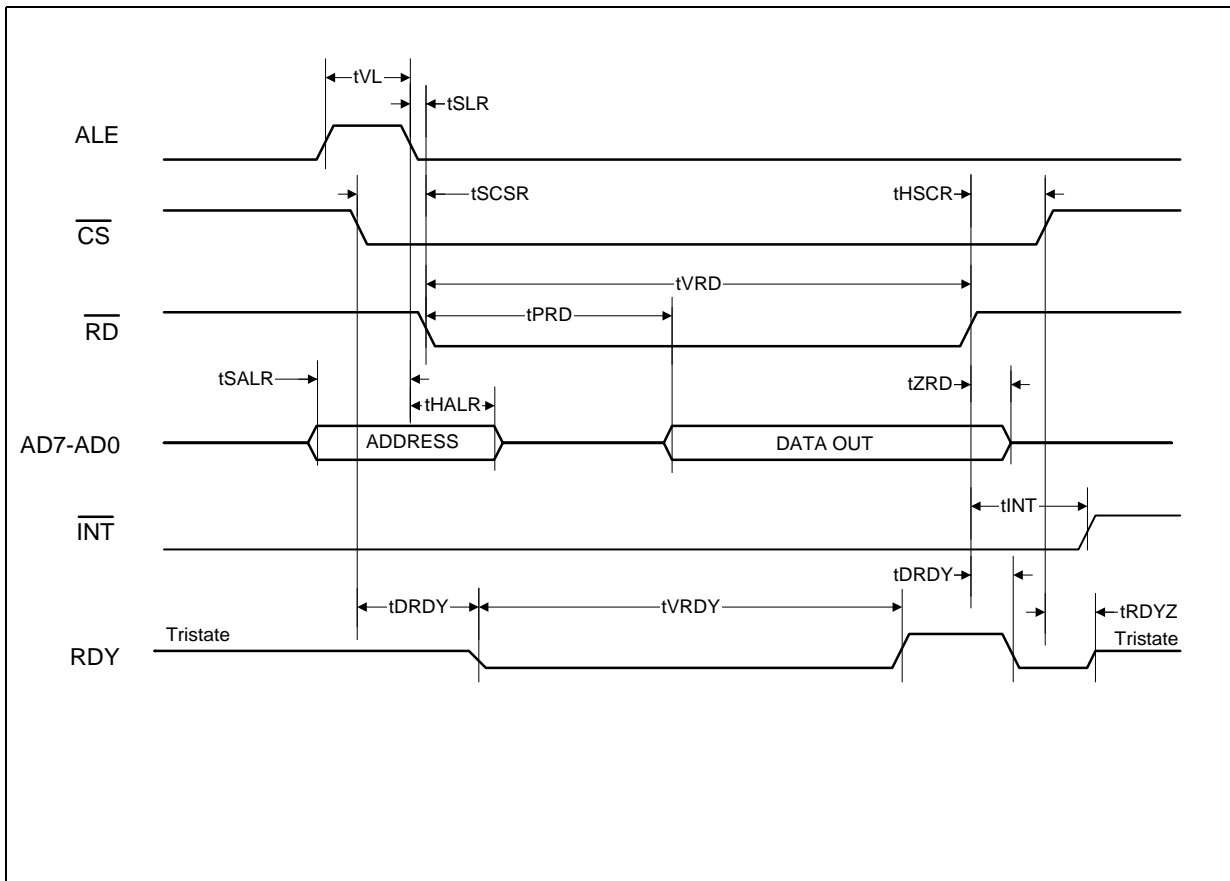 tVL
tSLR
ALE
tSCSR
tHSCR
CS
tVRD
tPRD
RD
tSALR
tZRD
tHALR
AD7-AD0
ADDRESS
DATA OUT
tINT
INT
tDRDY
tDRDY
tVRDY
tRDYZ
Tristate
Tristate
RDY